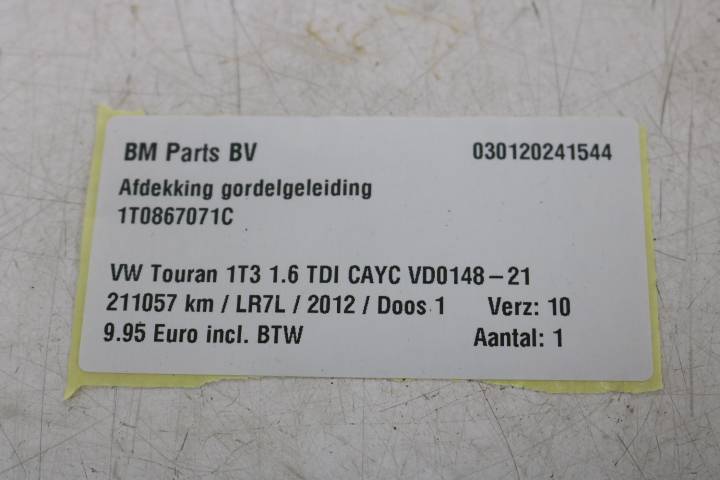 BM Parts BV 030120241544
Afdekking gordelgeleiding
1T0867071C
VW Touran 1T3 1.6 TDI CAYC VD0148-21
211057 km / LR7L / 2012 / Doos 1 Verz: 10
9.95 Euro incl. BTW Aantal: 1